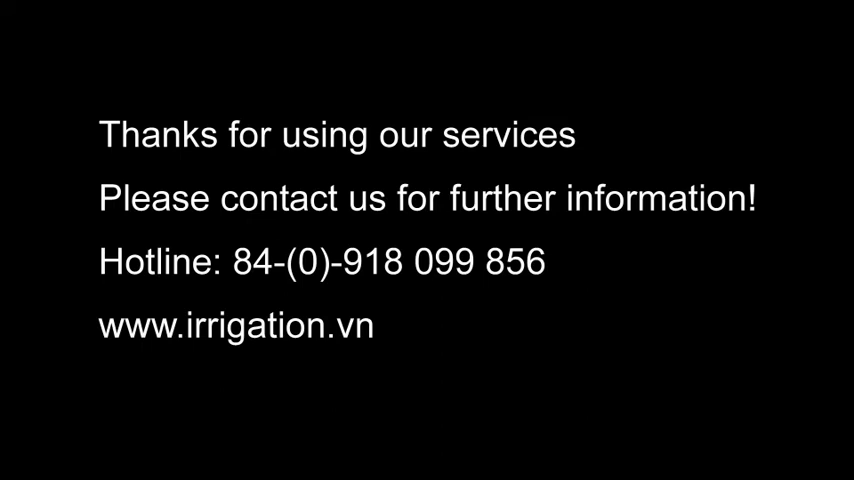 Thanks for using our services
Please contact us for further information!
Hotline: 84-(0)-918 099 856
www.irrigation.vn